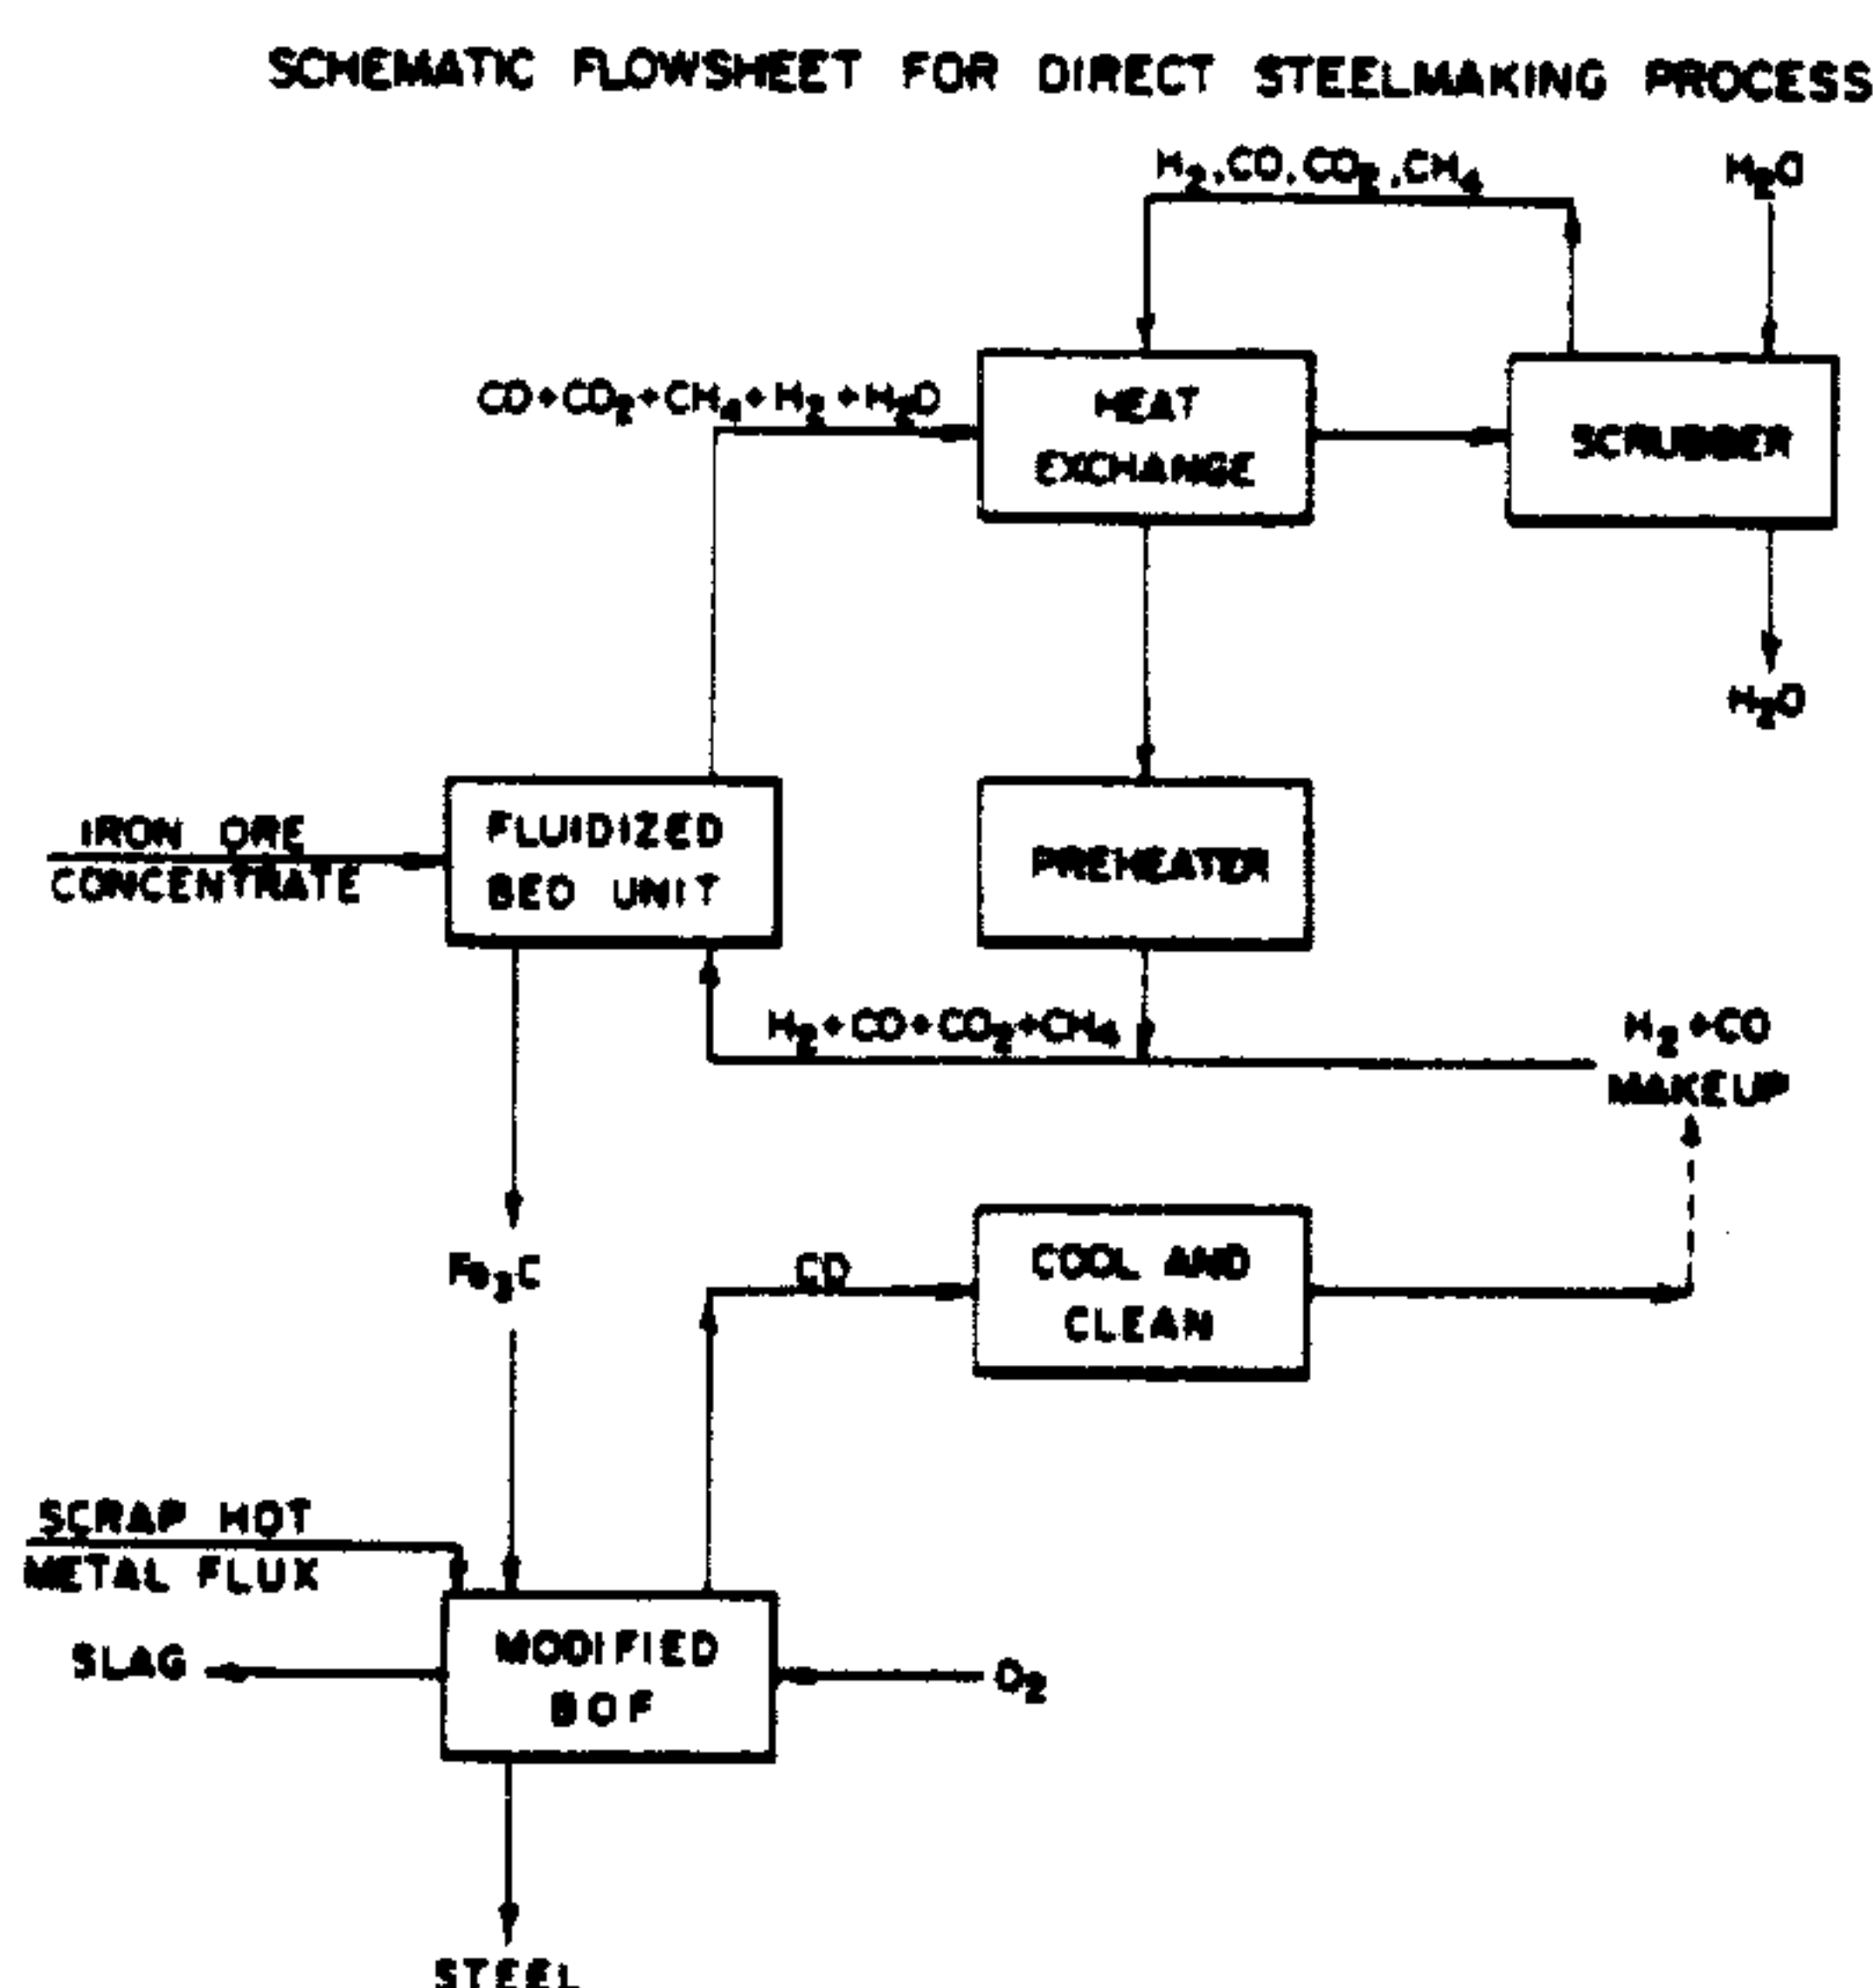 SCHEMATIC FLOWSHEET FOR DIRECT STEELMAKING PROCESS
H₂,CO,CO₂,CH₄
H₂O
CO+CO₂+CH₄+H₂+H₂O
HEAT
EXCHANGE
SCRUBBER
H₂O
IRON ORE
CONCENTRATE
FLUIDIZED
BED UNIT
PREHEATOR
H₂+CO+CO₂+CH₄
H₂+CO
MAKEUP
Fe₃C
CO
COOL AND
CLEAN
SCRAP HOT
METAL FLUX
SLAG
MODIFIED
BOF
O₂
STEEL